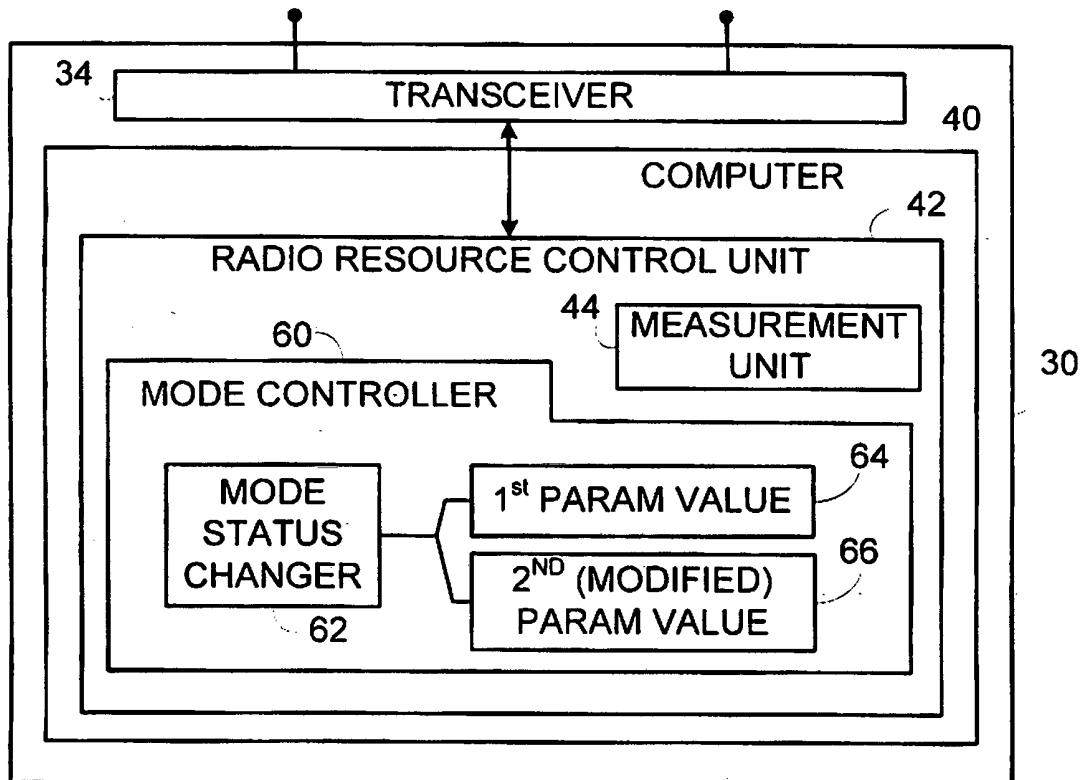 34
TRANSCEIVER
40
COMPUTER
42
RADIO RESOURCE CONTROL UNIT
44
MEASUREMENT
UNIT
60
30
MODE CONTROLLER
64
1st PARAM VALUE
MODE
STATUS
CHANGER
66
2ND (MODIFIED)
PARAM VALUE
62